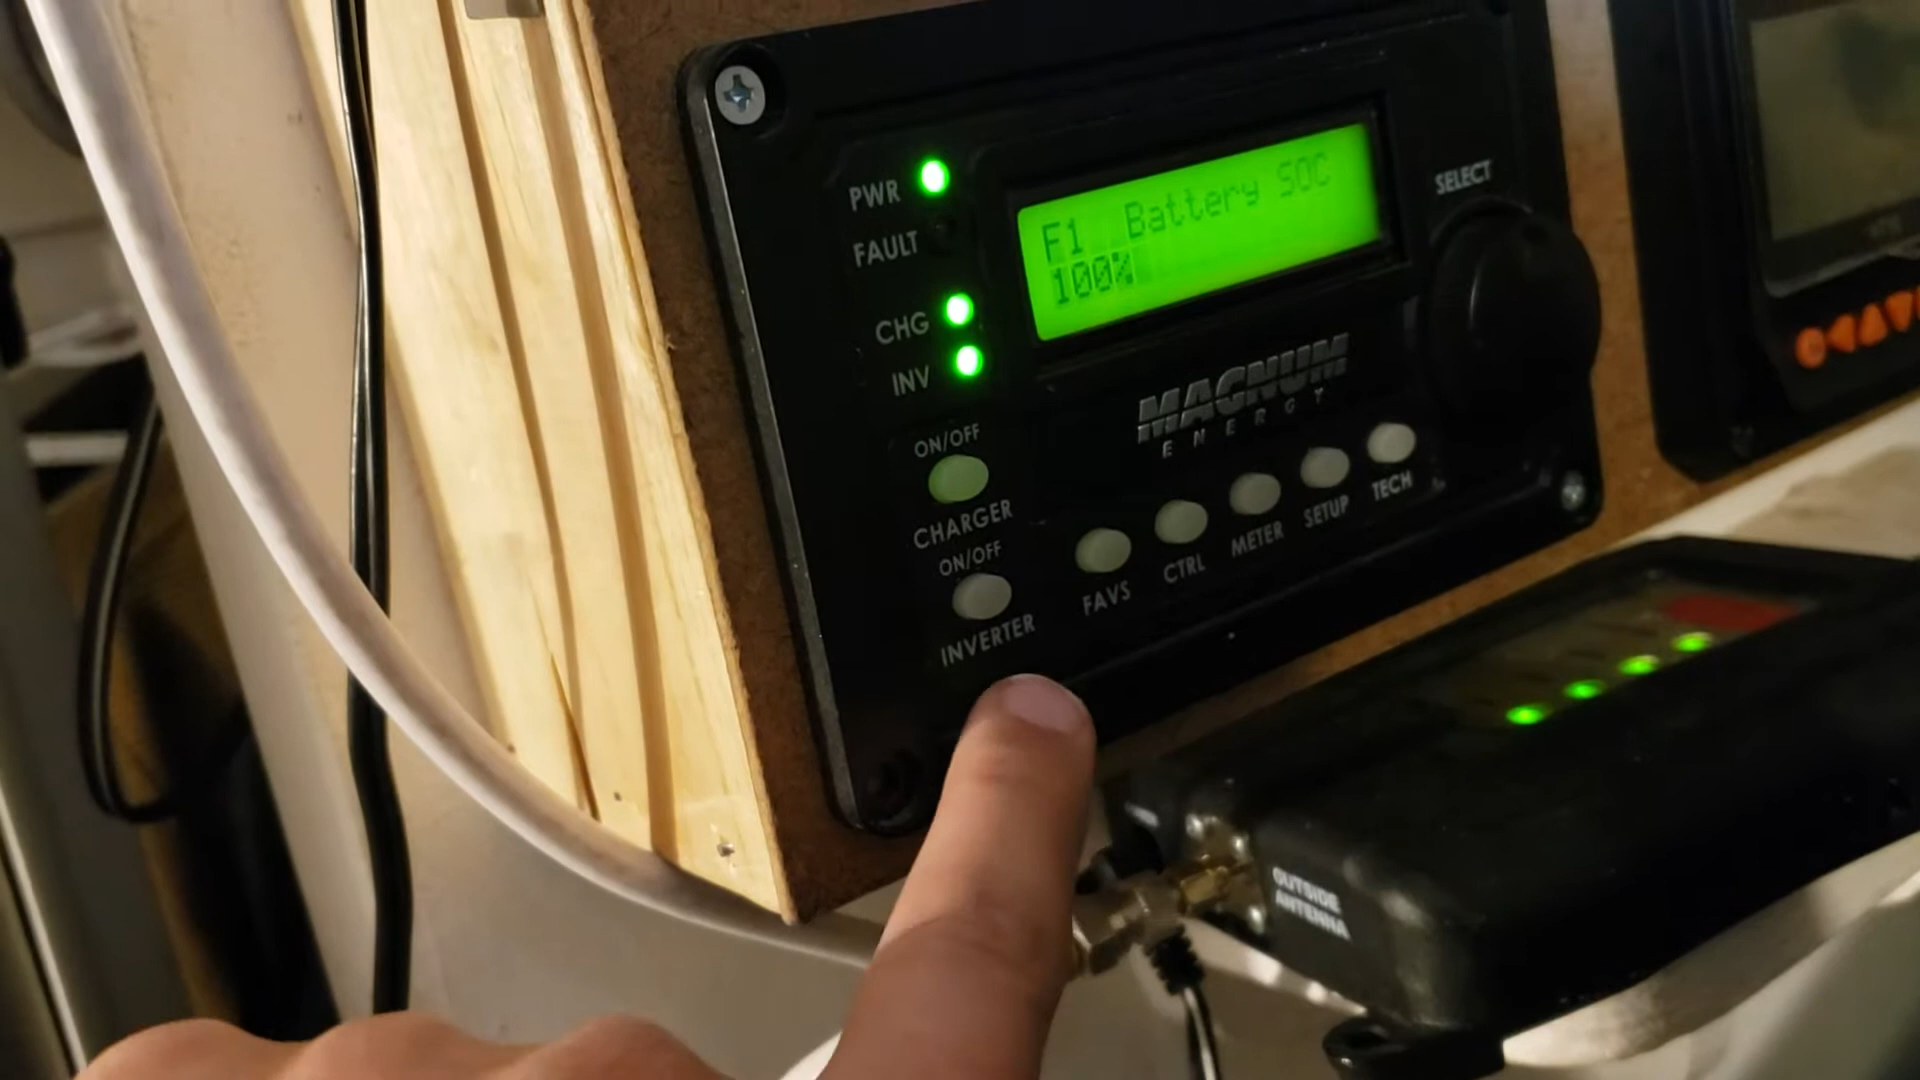 PWR
FAULT
CHG
INV
F1 Battery SOC
100%
SELECT
MAGNUM
ENERGY
ON/OFF
CHARGER
ON/OFF
INVERTER
FAVS
CTRL
METER
SETUP
TECH
OUTSIDE
ANTENNA